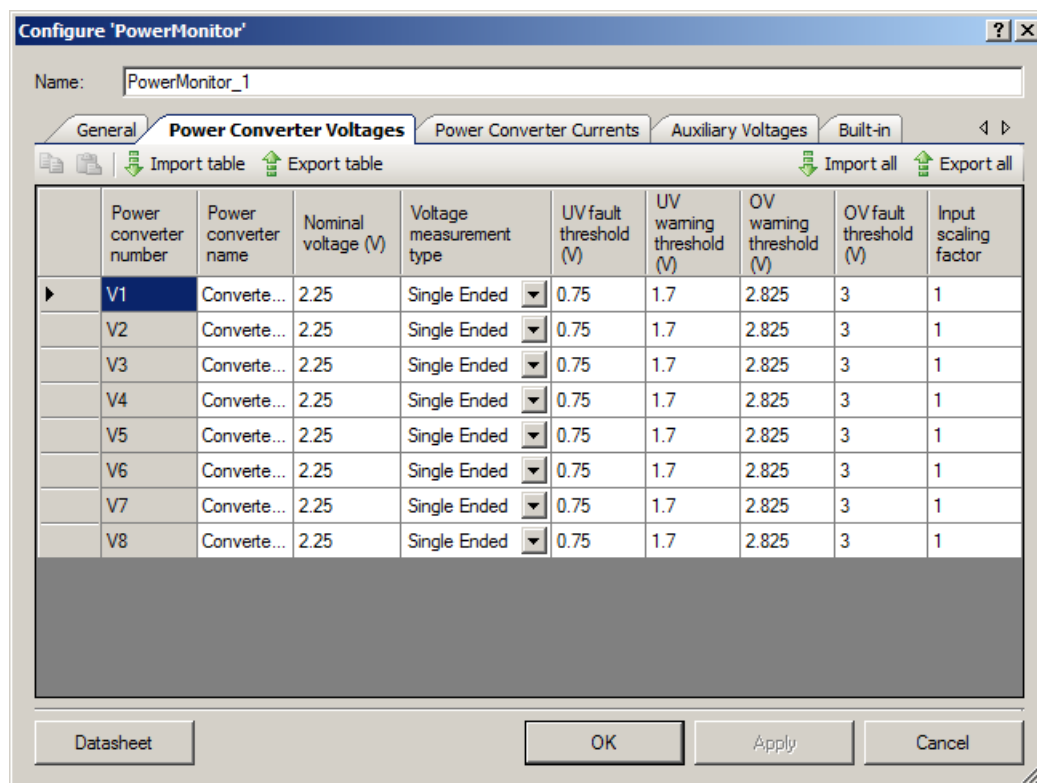 Configure 'PowerMonitor'
Name: PowerMonitor_1
General Power Converter Voltages Power Converter Currents Auxiliary Voltages Built-in
Import table Export table Import all Export all
Power converter number Power converter name Nominal voltage (V) Voltage measurement type UV fault threshold (V) UV warning threshold (V) OV warning threshold (V) OV fault threshold (V) Input scaling factor
V1 Converte... 2.25 Single Ended 0.75 1.7 2.825 3 1
V2 Converte... 2.25 Single Ended 0.75 1.7 2.825 3 1
V3 Converte... 2.25 Single Ended 0.75 1.7 2.825 3 1
V4 Converte... 2.25 Single Ended 0.75 1.7 2.825 3 1
V5 Converte... 2.25 Single Ended 0.75 1.7 2.825 3 1
V6 Converte... 2.25 Single Ended 0.75 1.7 2.825 3 1
V7 Converte... 2.25 Single Ended 0.75 1.7 2.825 3 1
V8 Converte... 2.25 Single Ended 0.75 1.7 2.825 3 1
Datasheet OK Apply Cancel